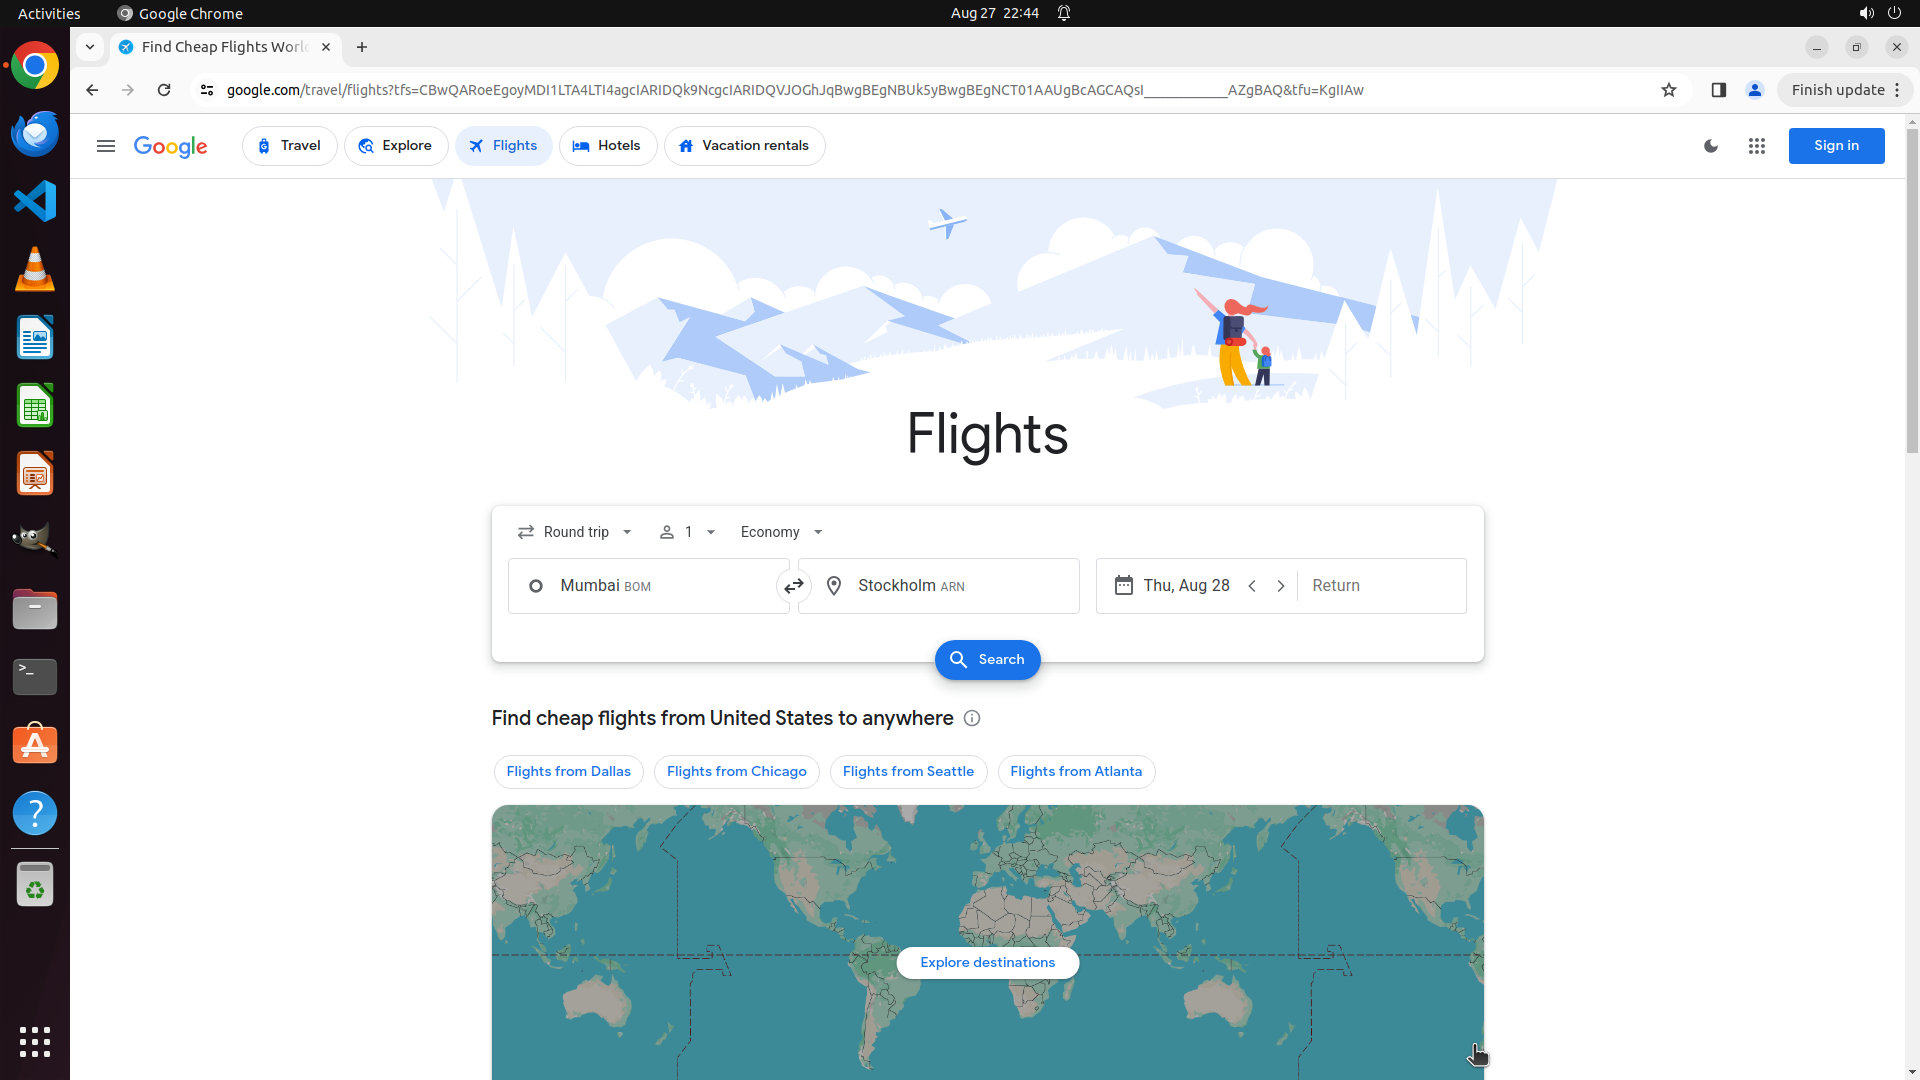 Activities
Google Chrome
Aug 27 22:44
Find Cheap Flights Worl
google.com/travel/flights?tfs=CBwQARoeEgoyMDI1LTA4LTI4agcIARIDQk9NcgcIARIDQVJOGhJqBwgBEgNBUk5yBwgBEgNCT01AAUgBcAGCAQsI____________AZgBAQ&tfu=KgIIAw
Finish update
Google
Travel
Explore
Flights
Hotels
Vacation rentals
Sign in
Flights
Round trip
1
Economy
Mumbai BOM
Stockholm ARN
Thu, Aug 28
Return
Search
Find cheap flights from United States to anywhere
Flights from Dallas
Flights from Chicago
Flights from Seattle
Flights from Atlanta
Explore destinations